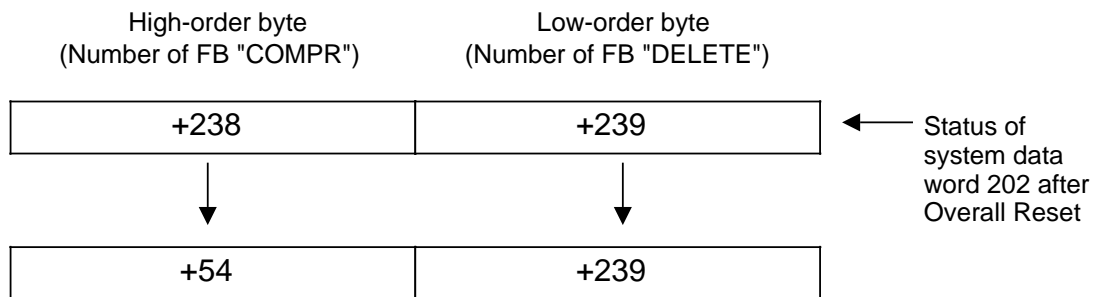 High-order byte
(Number of FB "COMPR")
Low-order byte
(Number of FB "DELETE")
+238
+239
Status of
system data
word 202 after
Overall Reset
+54
+239